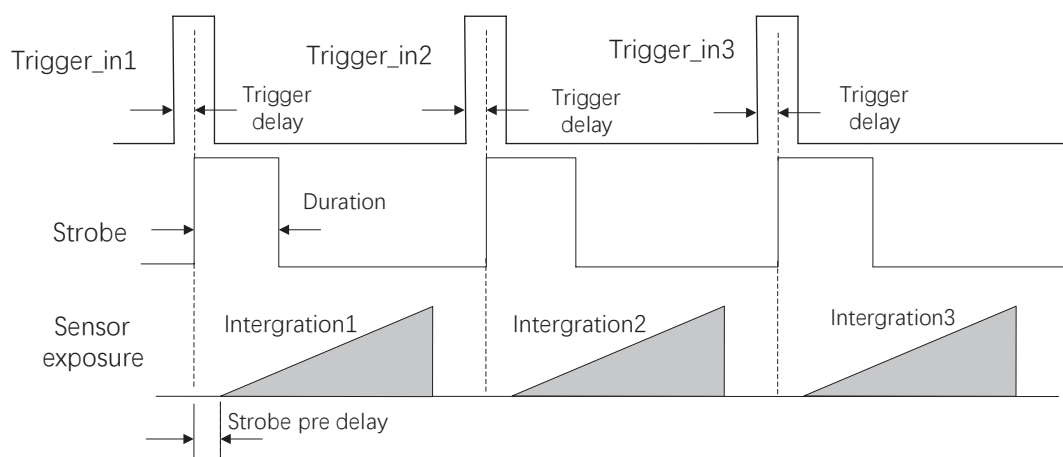 Trigger_in1
Trigger_in2
Trigger_in3
Trigger
delay
Trigger
delay
Trigger
delay
Duration
Strobe
Sensor
exposure
Intergration1
Intergration2
Intergration3
Strobe pre delay